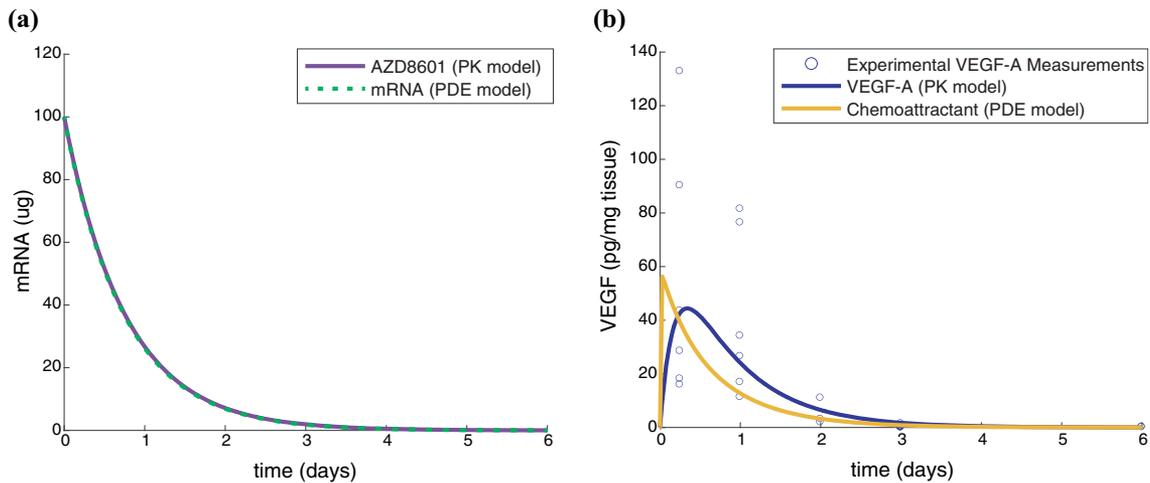 (a)
120
100
80
60
40
20
0
mRNA (ug)
AZD8601 (PK model)
mRNA (PDE model)
0 1 2 3 4 5 6
time (days)
(b)
140
120
100
80
60
40
20
0
VEGF (pg/mg tissue)
Experimental VEGF-A Measurements
VEGF-A (PK model)
Chemoattractant (PDE model)
0 1 2 3 4 5 6
time (days)